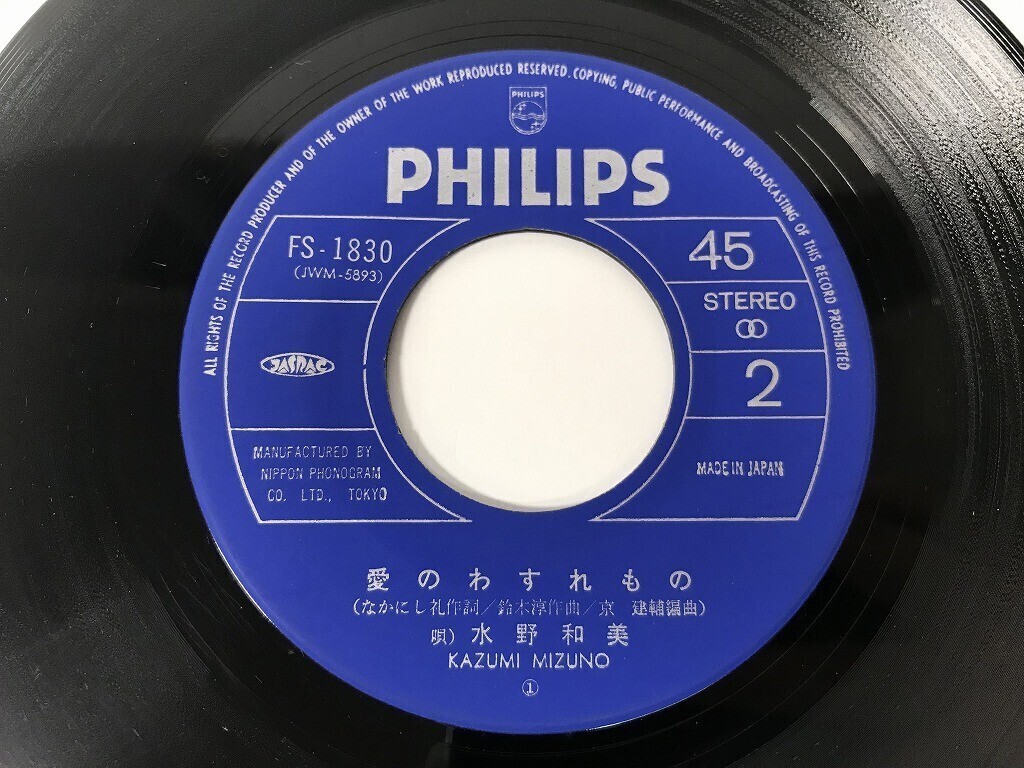 ALL RIGHTS OF THE RECORD PRODUCER AND OF THE OWNER OF THE WORK REPRODUCED RESERVED. COPYING, PUBLIC PERFORMANCE AND BROADCASTING OF THIS RECORD PROHIBITED
PHILIPS
PHILIPS
FS-1830
(JWM-5893)
45
STEREO
2
JASRAC
MANUFACTURED BY
NIPPON PHONOGRAM
CO. LTD., TOKYO
MADE IN JAPAN
愛のわすれもの
(なかにし礼作詞/鈴木淳作曲/京 建輔編曲)
唄) 水野和美
KAZUMI MIZUNO
①